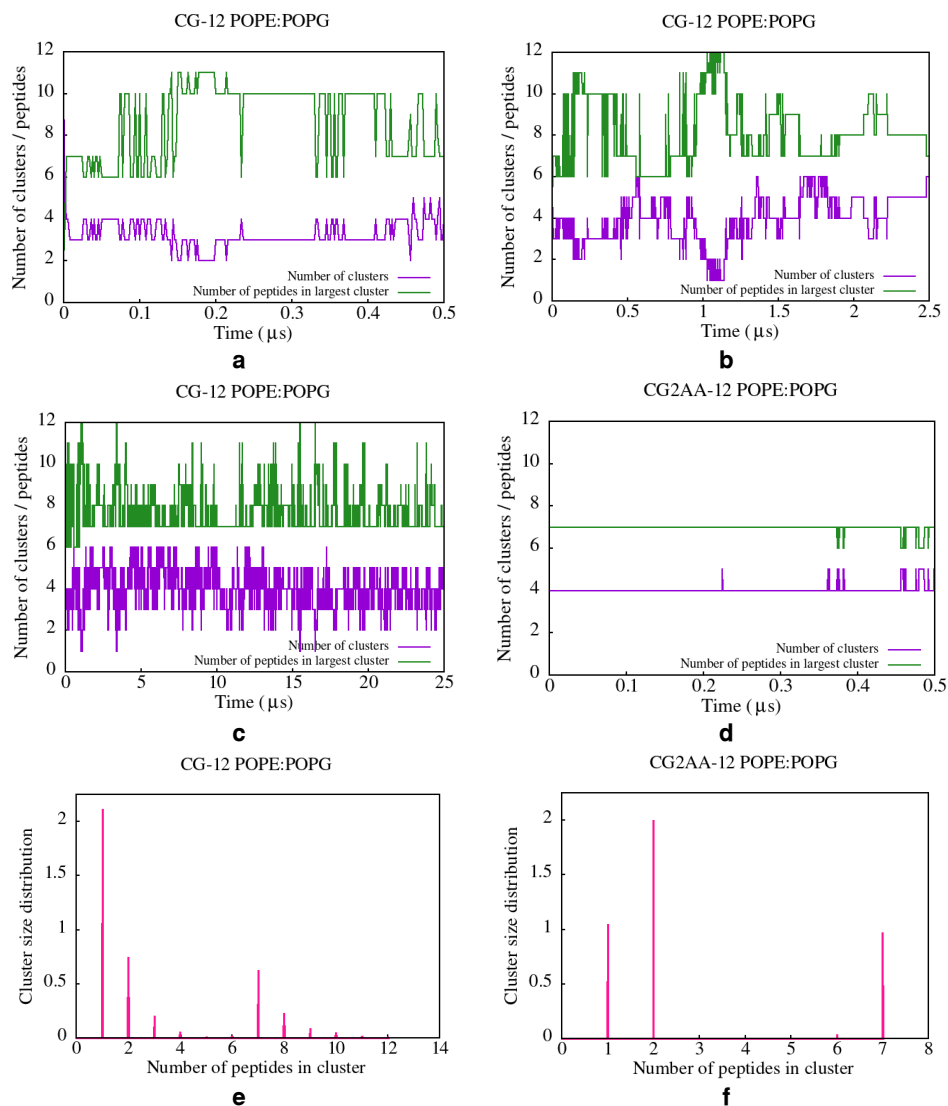 CG-12 POPE:POPG
Number of clusters / peptides
12
10
8
6
4
2
0
Number of clusters
Number of peptides in largest cluster
0 0.1 0.2 0.3 0.4 0.5
Time (μs)
a
CG-12 POPE:POPG
Number of clusters / peptides
12
10
8
6
4
2
0
Number of clusters
Number of peptides in largest cluster
0 0.5 1 1.5 2 2.5
Time (μs)
b
CG-12 POPE:POPG
Number of clusters / peptides
12
10
8
6
4
2
0
Number of clusters
Number of peptides in largest cluster
0 5 10 15 20 25
Time (μs)
c
CG2AA-12 POPE:POPG
Number of clusters / peptides
12
10
8
6
4
2
0
Number of clusters
Number of peptides in largest cluster
0 0.1 0.2 0.3 0.4 0.5
Time (μs)
d
CG-12 POPE:POPG
Cluster size distribution
2
1.5
1
0.5
0
0 2 4 6 8 10 12 14
Number of peptides in cluster
e
CG2AA-12 POPE:POPG
Cluster size distribution
2
1.5
1
0.5
0
0 1 2 3 4 5 6 7 8
Number of peptides in cluster
f